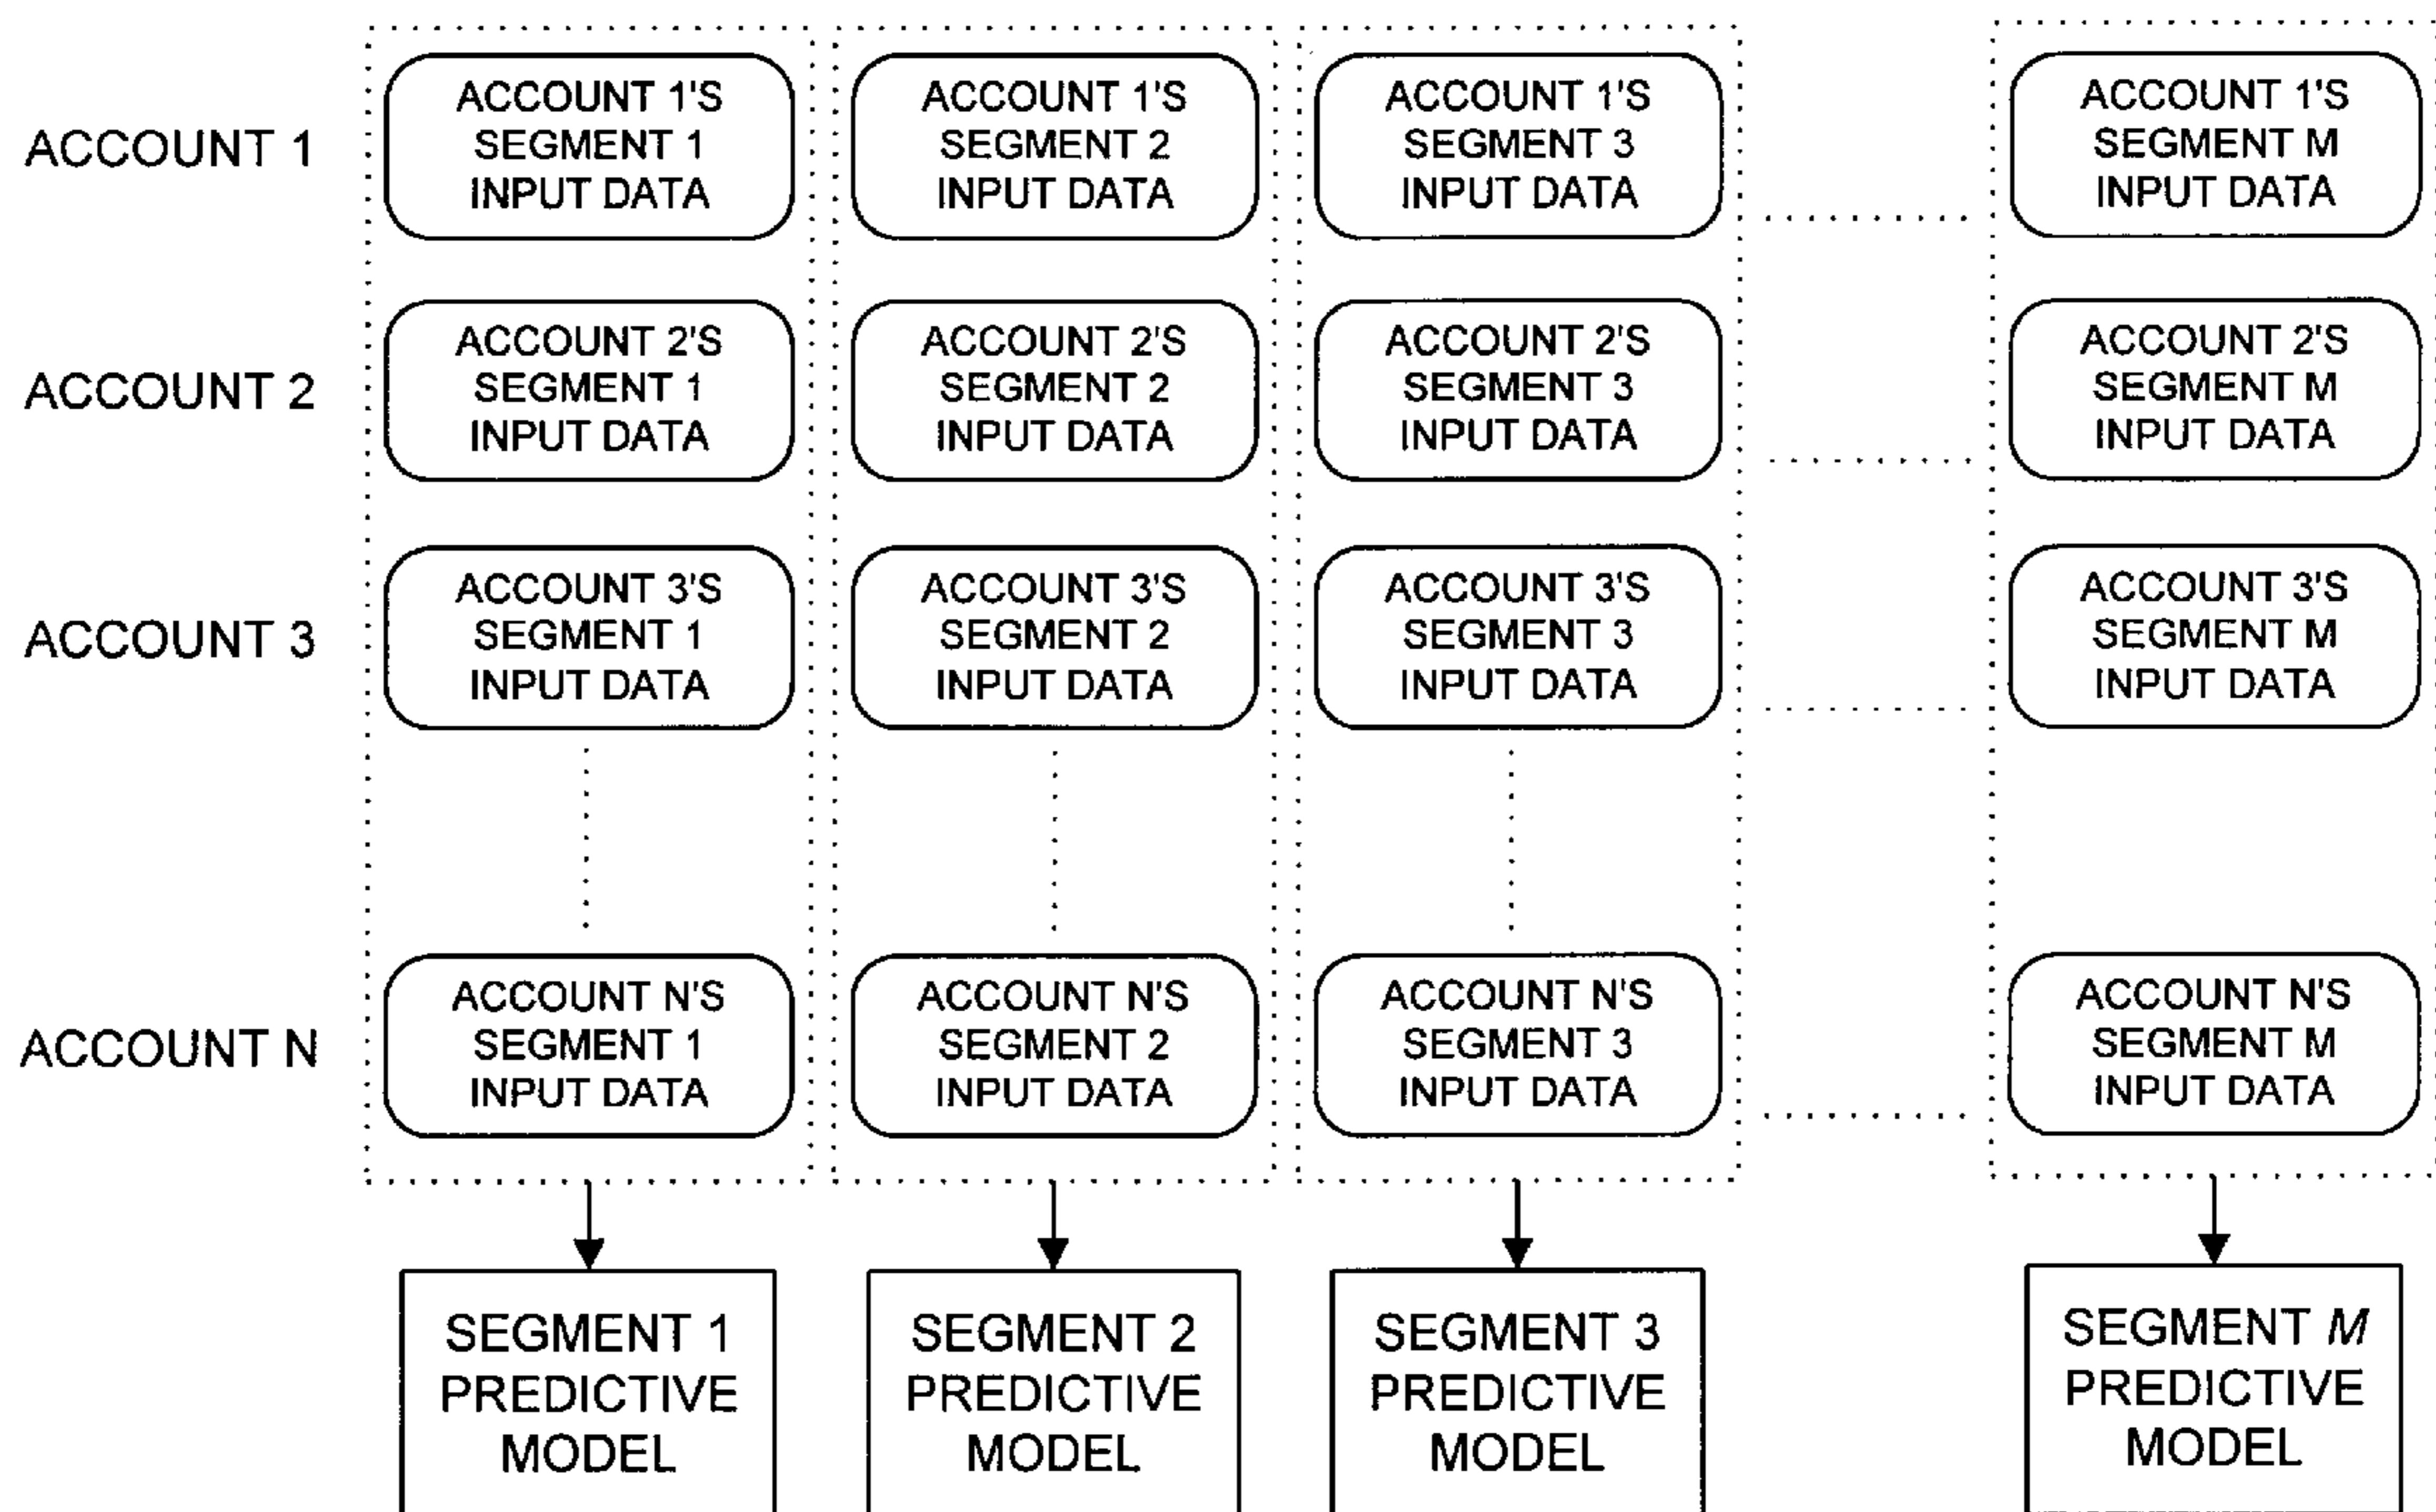 ACCOUNT 1
ACCOUNT 1'S
SEGMENT 1
INPUT DATA
ACCOUNT 1'S
SEGMENT 2
INPUT DATA
ACCOUNT 1'S
SEGMENT 3
INPUT DATA
ACCOUNT 1'S
SEGMENT M
INPUT DATA
ACCOUNT 2
ACCOUNT 2'S
SEGMENT 1
INPUT DATA
ACCOUNT 2'S
SEGMENT 2
INPUT DATA
ACCOUNT 2'S
SEGMENT 3
INPUT DATA
ACCOUNT 2'S
SEGMENT M
INPUT DATA
ACCOUNT 3
ACCOUNT 3'S
SEGMENT 1
INPUT DATA
ACCOUNT 3'S
SEGMENT 2
INPUT DATA
ACCOUNT 3'S
SEGMENT 3
INPUT DATA
ACCOUNT 3'S
SEGMENT M
INPUT DATA
ACCOUNT N
ACCOUNT N'S
SEGMENT 1
INPUT DATA
ACCOUNT N'S
SEGMENT 2
INPUT DATA
ACCOUNT N'S
SEGMENT 3
INPUT DATA
ACCOUNT N'S
SEGMENT M
INPUT DATA
SEGMENT 1
PREDICTIVE
MODEL
SEGMENT 2
PREDICTIVE
MODEL
SEGMENT 3
PREDICTIVE
MODEL
SEGMENT M
PREDICTIVE
MODEL